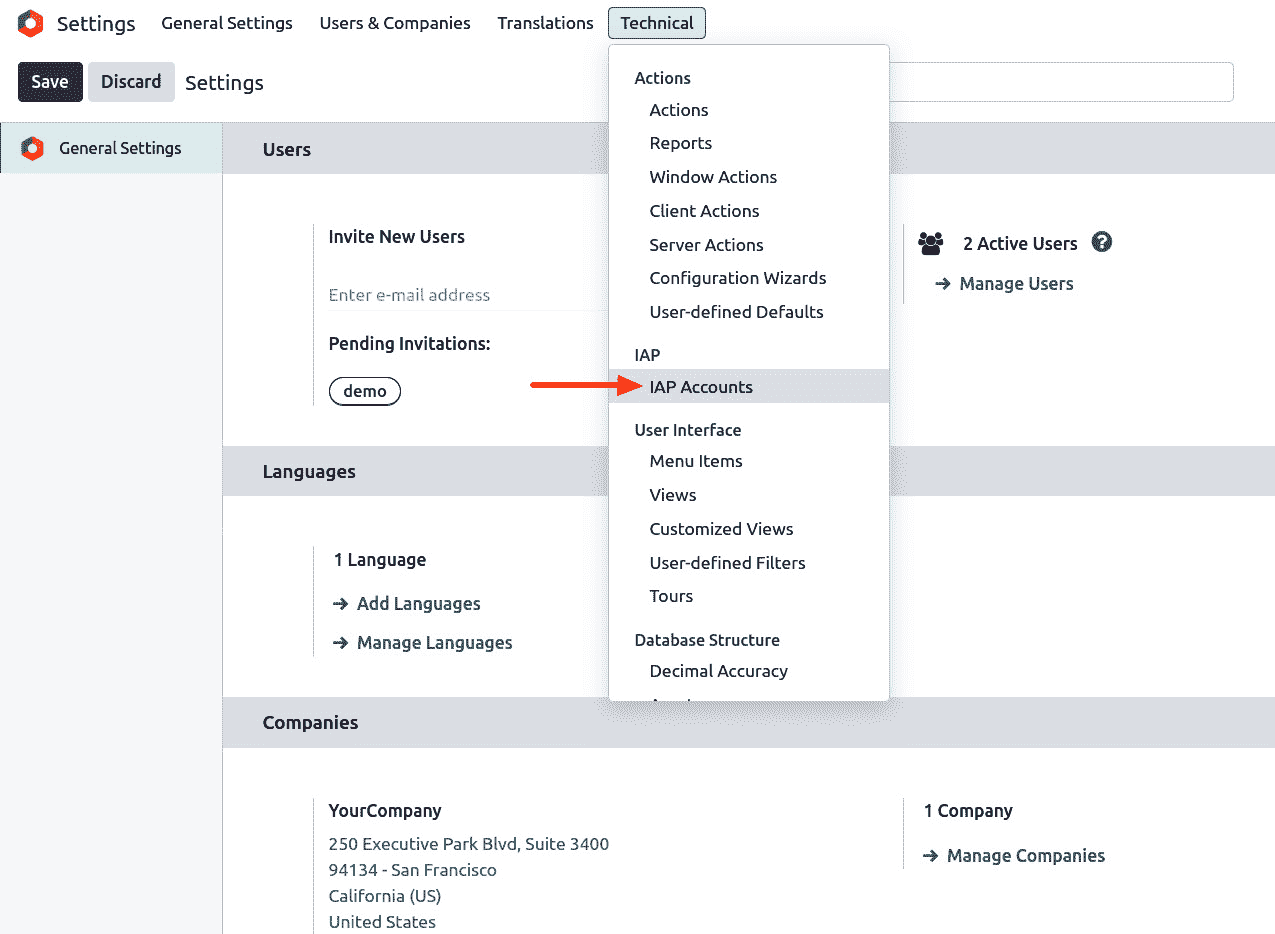 Settings General Settings Users & Companies Translations Technical
Save Discard Settings
General Settings
Users
Invite New Users
Enter e-mail address
Pending Invitations:
demo
2 Active Users ?
Manage Users
Actions
Actions
Reports
Window Actions
Client Actions
Server Actions
Configuration Wizards
User-defined Defaults
IAP
IAP Accounts
User Interface
Menu Items
Views
Customized Views
User-defined Filters
Tours
Database Structure
Decimal Accuracy
Languages
1 Language
Add Languages
Manage Languages
Companies
YourCompany
250 Executive Park Blvd, Suite 3400
94134 - San Francisco
California (US)
United States
1 Company
Manage Companies